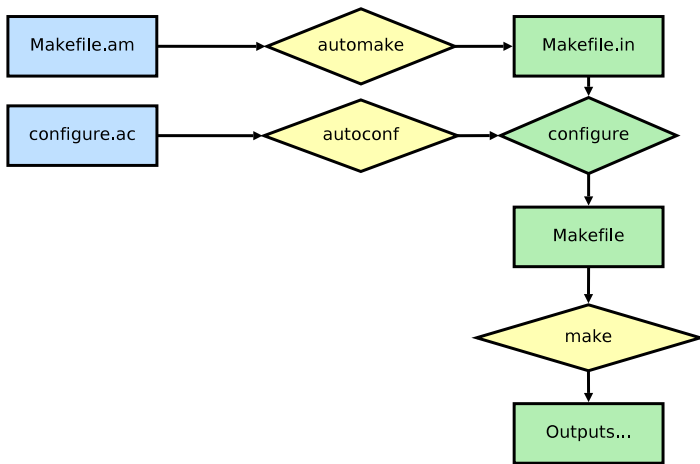 Makefile.am
automake
Makefile.in
configure.ac
autoconf
configure
Makefile
make
Outputs...